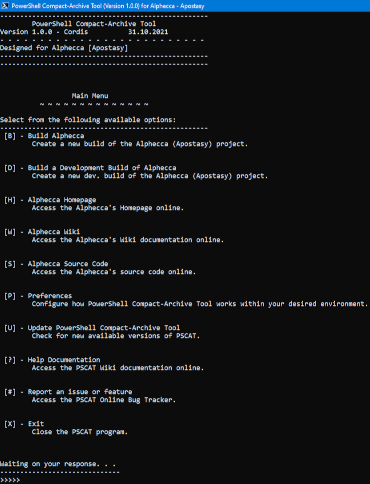 PowerShell Compact-Archive Tool (Version 1.0.0) for Alphecca - Apostasy
------------------------------------------------------
PowerShell Compact-Archive Tool
Version 1.0.0 - Cordis 31.10.2021
- - - - - - - - - - - - - - - - - - - - - - - - - -
Designed for Alphecca [Apostasy]
------------------------------------------------------
------------------------------------------------------
Main Menu
~ ~ ~ ~ ~ ~ ~ ~ ~ ~ ~ ~ ~ ~
Select from the following available options:
------------------------------------------------------
[B] - Build Alphecca
Create a new build of the Alphecca (Apostasy) project.
[D] - Build a Development Build of Alphecca
Create a new dev. build of the Alphecca (Apostasy) project.
[H] - Alphecca Homepage
Access the Alphecca's Homepage online.
[W] - Alphecca Wiki
Access the Alphecca's Wiki documentation online.
[S] - Alphecca Source Code
Access the Alphecca's source code online.
[P] - Preferences
Configure how PowerShell Compact-Archive Tool works within your desired environment.
[U] - Update PowerShell Compact-Archive Tool
Check for new available versions of PSCAT.
[?] - Help Documentation
Access the PSCAT Wiki documentation online.
[#] - Report an issue or feature
Access the PSCAT Online Bug Tracker.
[X] - Exit
Close the PSCAT program.
Waiting on your response. . .
------------------------------
>>>>>